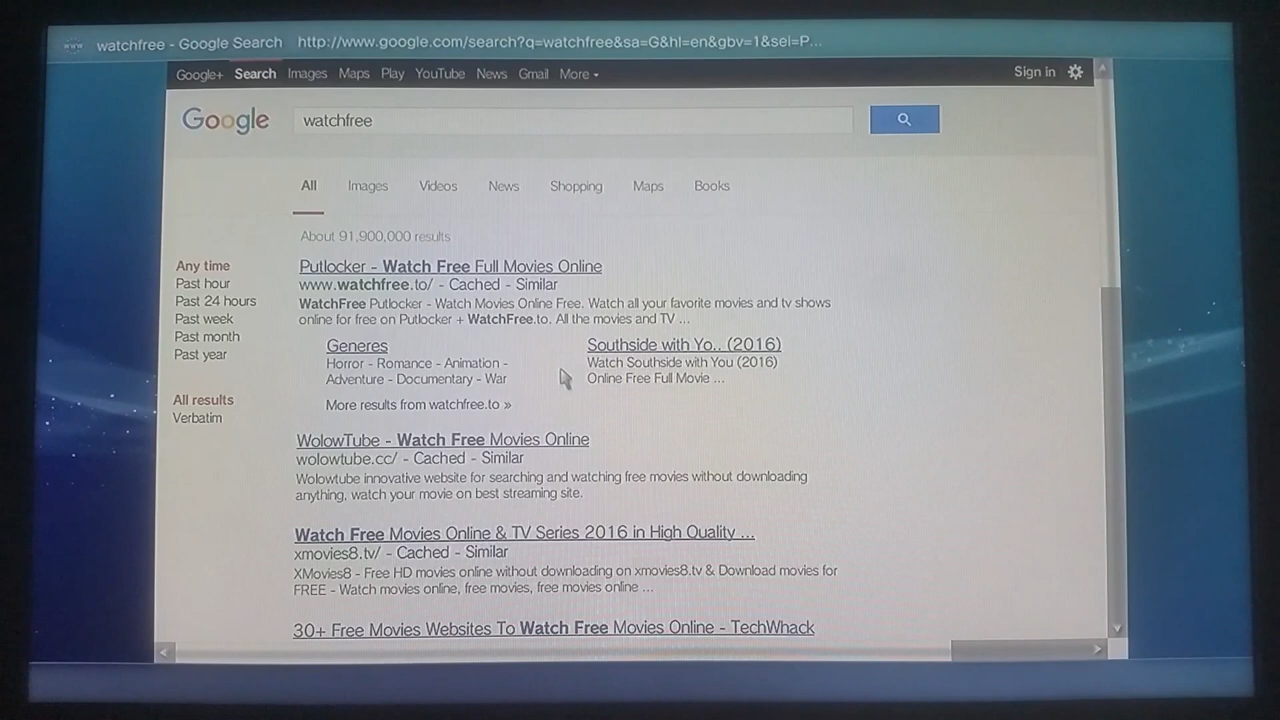 watchfree - Google Search http://www.google.com/search?q=watchfree&sa=G&hl=en&gbv=1&sei=P...
Google+ Search Images Maps Play YouTube News Gmail More
Sign in
Google
watchfree
All Images Videos News Shopping Maps Books
About 91,900,000 results
Any time
Past hour
Past 24 hours
Past week
Past month
Past year
All results
Verbatim
Putlocker - Watch Free Full Movies Online
www.watchfree.to/ - Cached - Similar
WatchFree Putlocker - Watch Movies Online Free. Watch all your favorite movies and tv shows
online for free on Putlocker + WatchFree.to. All the movies and TV ...
Generes
Horror - Romance - Animation -
Adventure - Documentary - War
Southside with Yo.. (2016)
Watch Southside with You (2016)
Online Free Full Movie ...
More results from watchfree.to »
WolowTube - Watch Free Movies Online
wolowtube.cc/ - Cached - Similar
Wolowtube innovative website for searching and watching free movies without downloading
anything, watch your movie on best streaming site.
Watch Free Movies Online & TV Series 2016 in High Quality ...
xmovies8.tv/ - Cached - Similar
XMovies8 - Free HD movies online without downloading on xmovies8.tv & Download movies for
FREE - Watch movies online, free movies, free movies online ...
30+ Free Movies Websites To Watch Free Movies Online - TechWhack